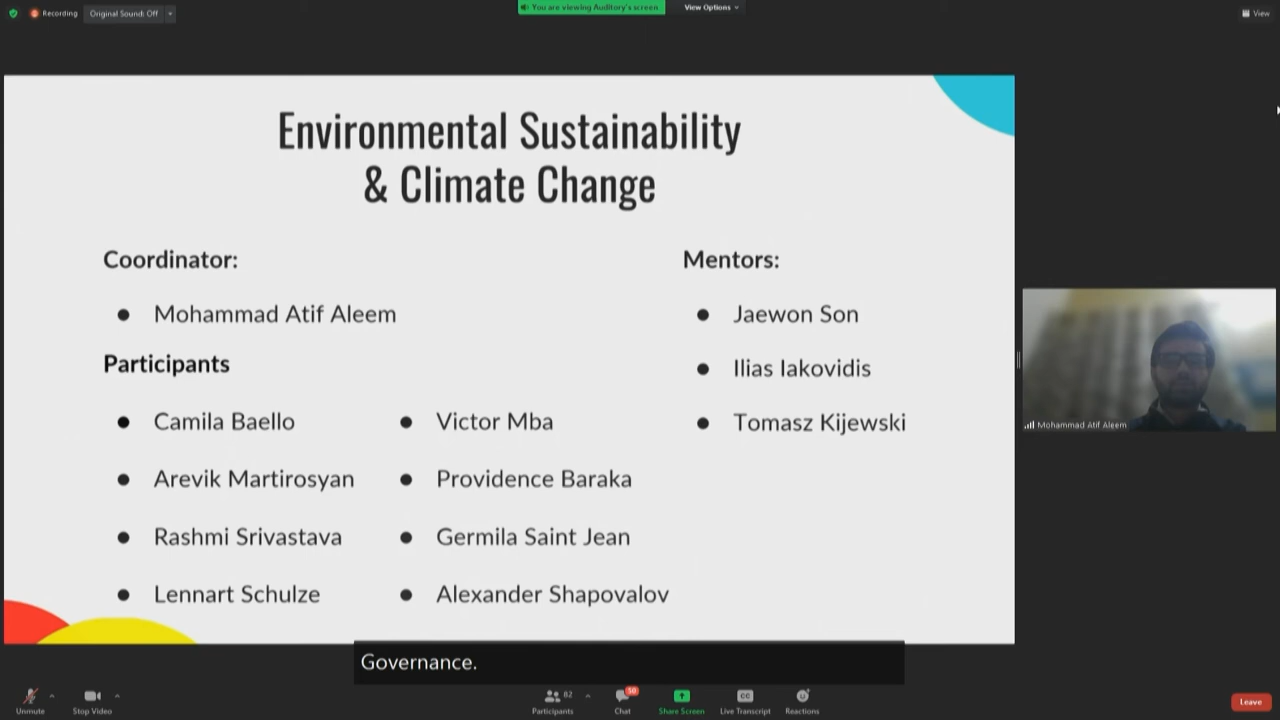 Recording
Original Sound: Off
You are viewing Auditory's screen
View Options
View
Environmental Sustainability
& Climate Change
Coordinator:
Mohammad Atif Aleem
Participants
Camila Baello
Arevik Martirosyan
Rashmi Srivastava
Lennart Schulze
Victor Mba
Providence Baraka
Germila Saint Jean
Alexander Shapovalov
Mentors:
Jaewon Son
Ilias Iakovidis
Tomasz Kijewski
Mohammad Atif Aleem
Governance.
Unmute
Stop Video
82
Participants
58
Chat
Share Screen
CC
Live Transcript
Reactions
Leave